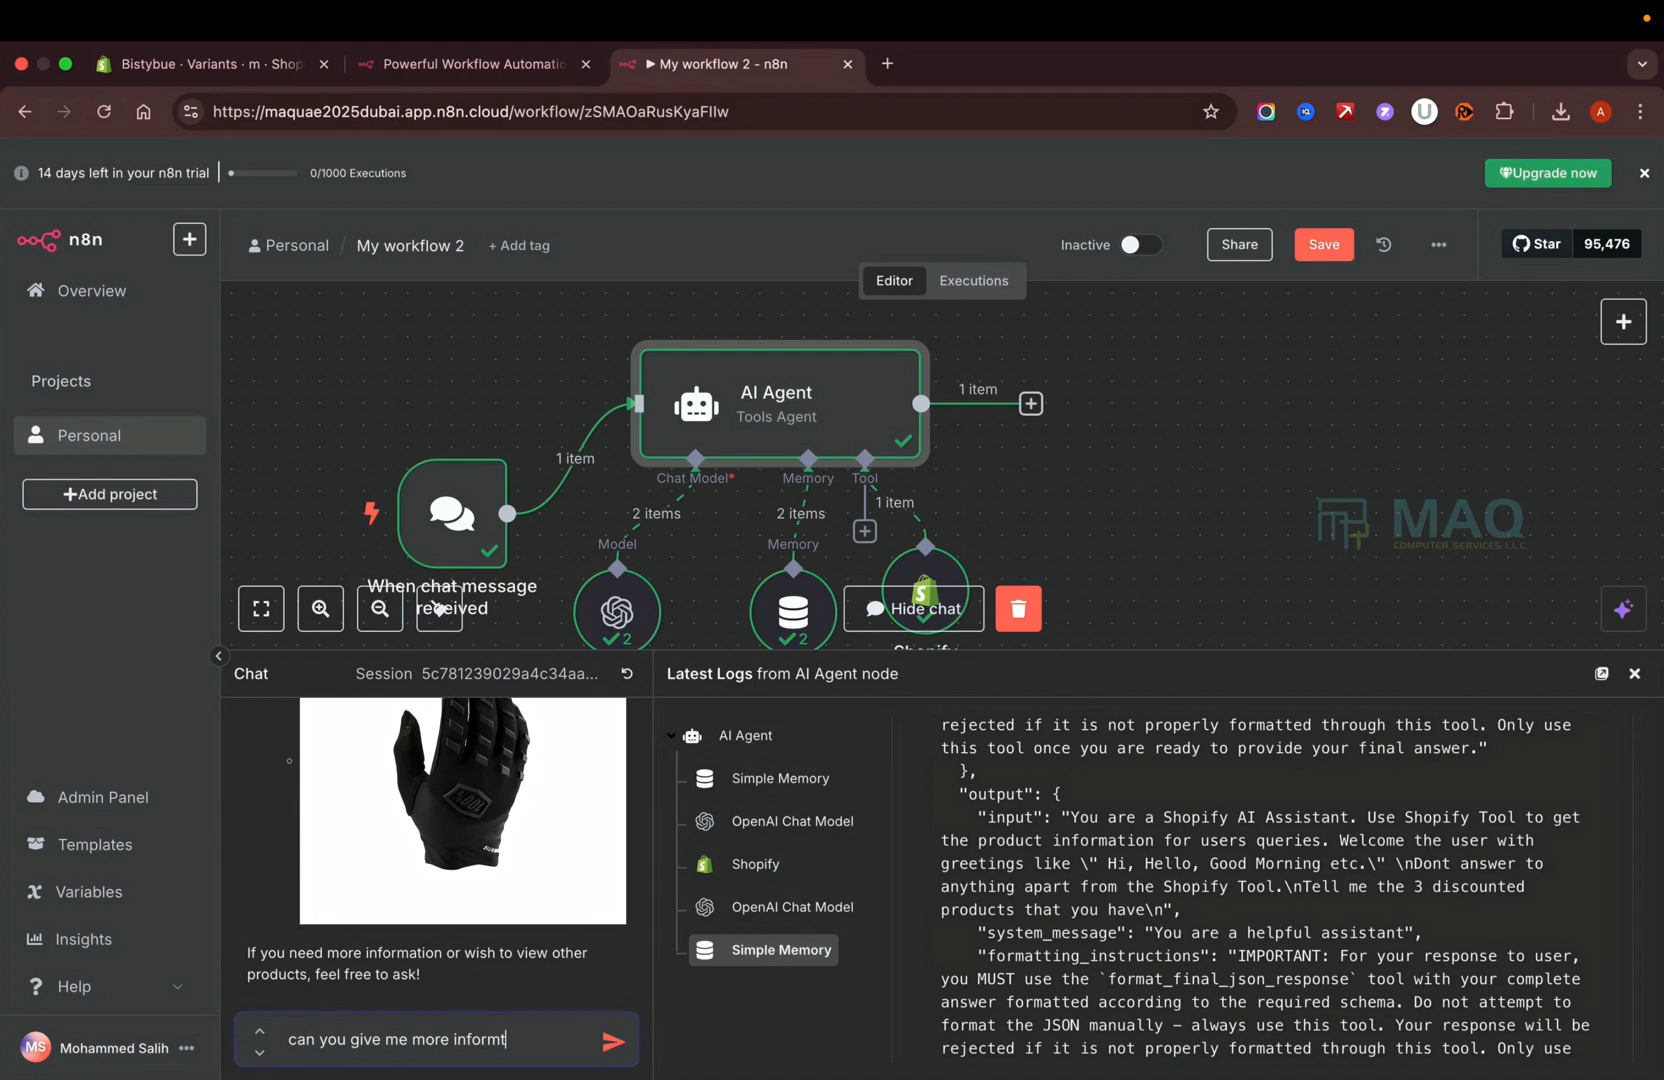 Bistybue · Variants · m · Shop
Powerful Workflow Automatio
My workflow 2 - n8n
https://maquae2025dubai.app.n8n.cloud/workflow/zSMAOaRusKyaFIlw
A
14 days left in your n8n trial
0/1000 Executions
Upgrade now
n8n
Personal / My workflow 2 + Add tag
Inactive
Share
Save
Star 95,476
Editor
Executions
Overview
Projects
Personal
Add project
Admin Panel
Templates
Variables
Insights
Help
MS Mohammed Salih
AI Agent
Tools Agent
1 item
1 item
Chat Model*
Memory
Tool
2 items
2 items
1 item
Model
Memory
When chat message
received
2
2
Hide chat
Shopify
MAQ
COMPUTER SERVICES L.L.C
Chat
Session 5c781239029a4c34aa...
100%
If you need more information or wish to view other
products, feel free to ask!
can you give me more informt
Latest Logs from AI Agent node
AI Agent
Simple Memory
OpenAI Chat Model
Shopify
OpenAI Chat Model
Simple Memory
rejected if it is not properly formatted through this tool. Only use
this tool once you are ready to provide your final answer."
},
"output": {
"input": "You are a Shopify AI Assistant. Use Shopify Tool to get
the product information for users queries. Welcome the user with
greetings like \" Hi, Hello, Good Morning etc.\" \nDont answer to
anything apart from the Shopify Tool.\nTell me the 3 discounted
products that you have\n",
"system_message": "You are a helpful assistant",
"formatting_instructions": "IMPORTANT: For your response to user,
you MUST use the `format_final_json_response` tool with your complete
answer formatted according to the required schema. Do not attempt to
format the JSON manually – always use this tool. Your response will be
rejected if it is not properly formatted through this tool. Only use